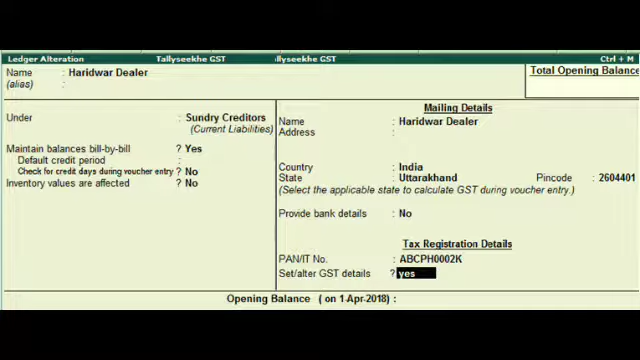 Ledger Alteration Tallyseekhe GST llyseekhe GST Ctrl + M
Name : Haridwar Dealer
(alias) :
Total Opening Balance
Under : Sundry Creditors
(Current Liabilities)
Maintain balances bill-by-bill ? Yes
Default credit period :
Check for credit days during voucher entry ? No
Inventory values are affected ? No
Mailing Details
Name : Haridwar Dealer
Address :
Country : India
State : Uttarakhand Pincode : 2604401
(Select the applicable state to calculate GST during voucher entry.)
Provide bank details : No
Tax Registration Details
PAN/IT No. : ABCPH0002K
Set/alter GST details ? yes
Opening Balance ( on 1-Apr-2018) :